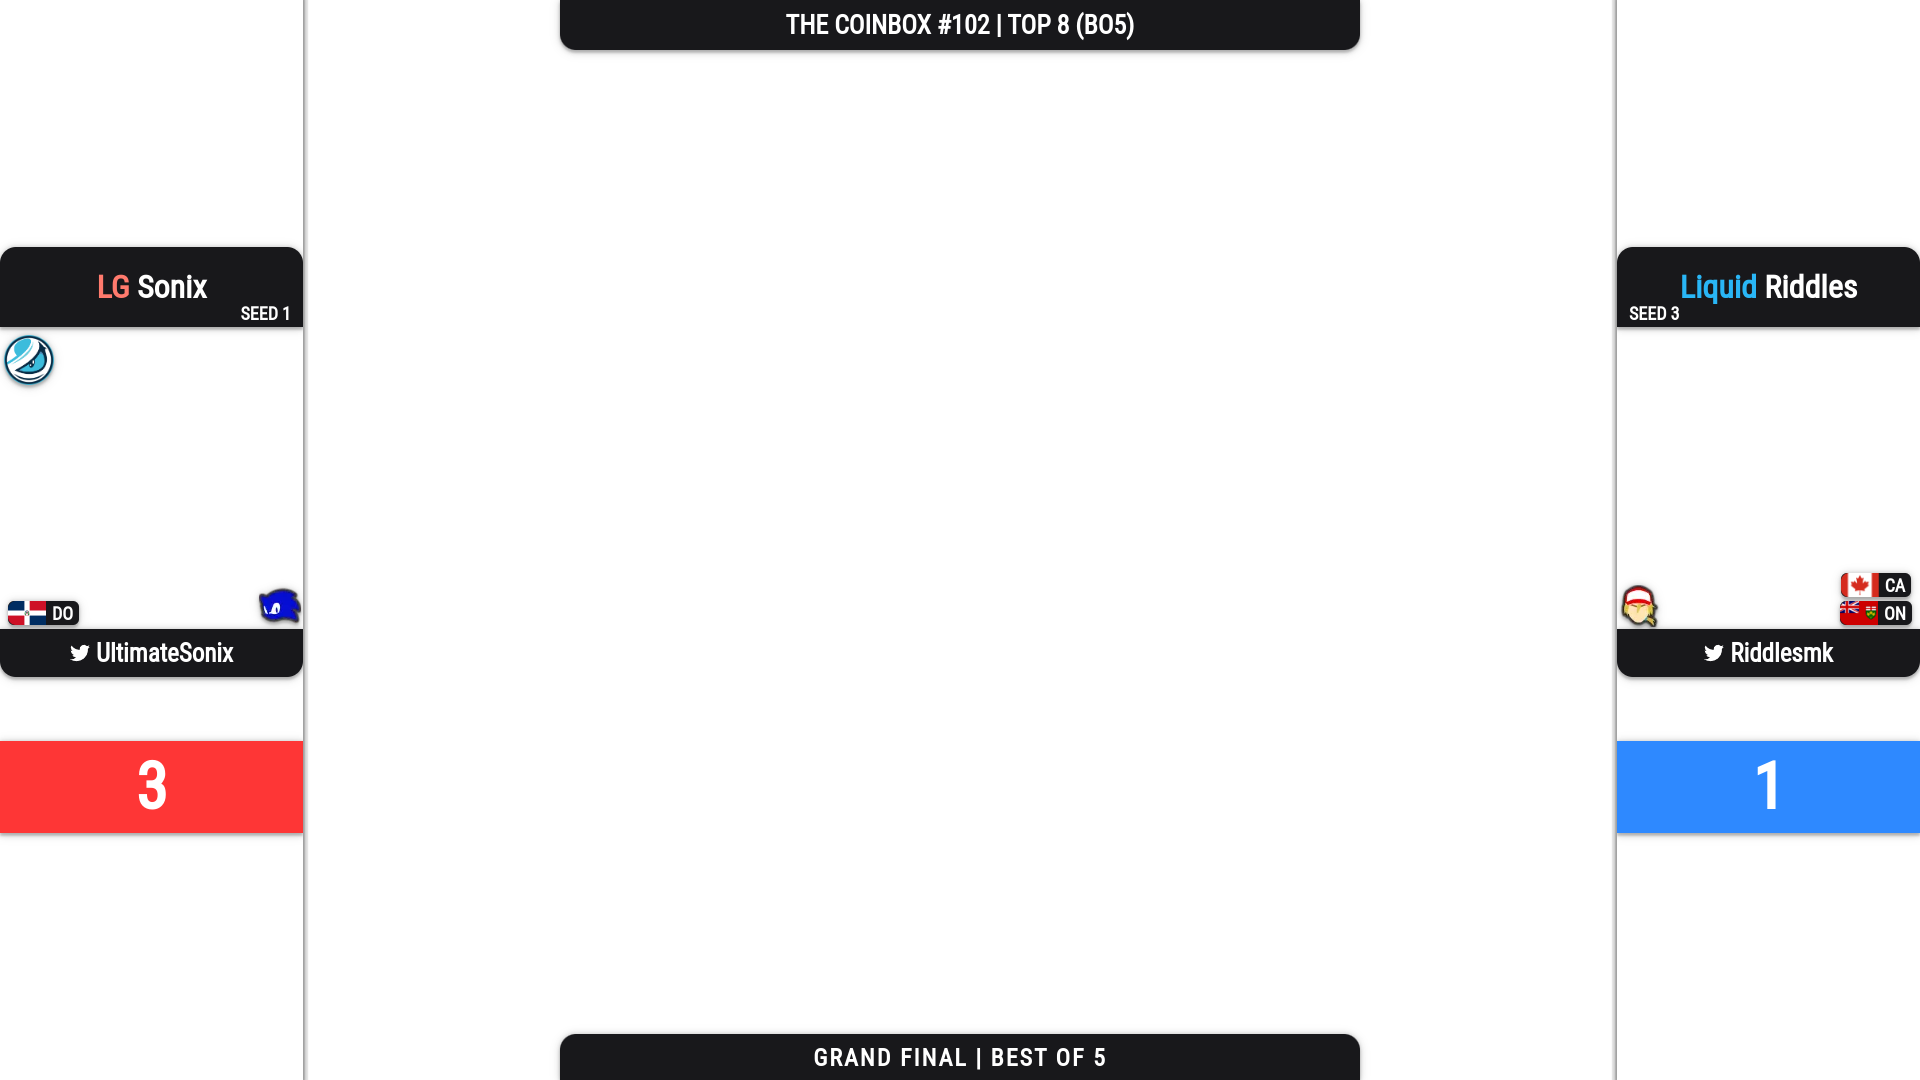 THE COINBOX #102 | TOP 8 (BO5)
LG Sonix
SEED 1
DO
UltimateSonix
3
Liquid Riddles
SEED 3
CA
ON
Riddlesmk
1
GRAND FINAL | BEST OF 5